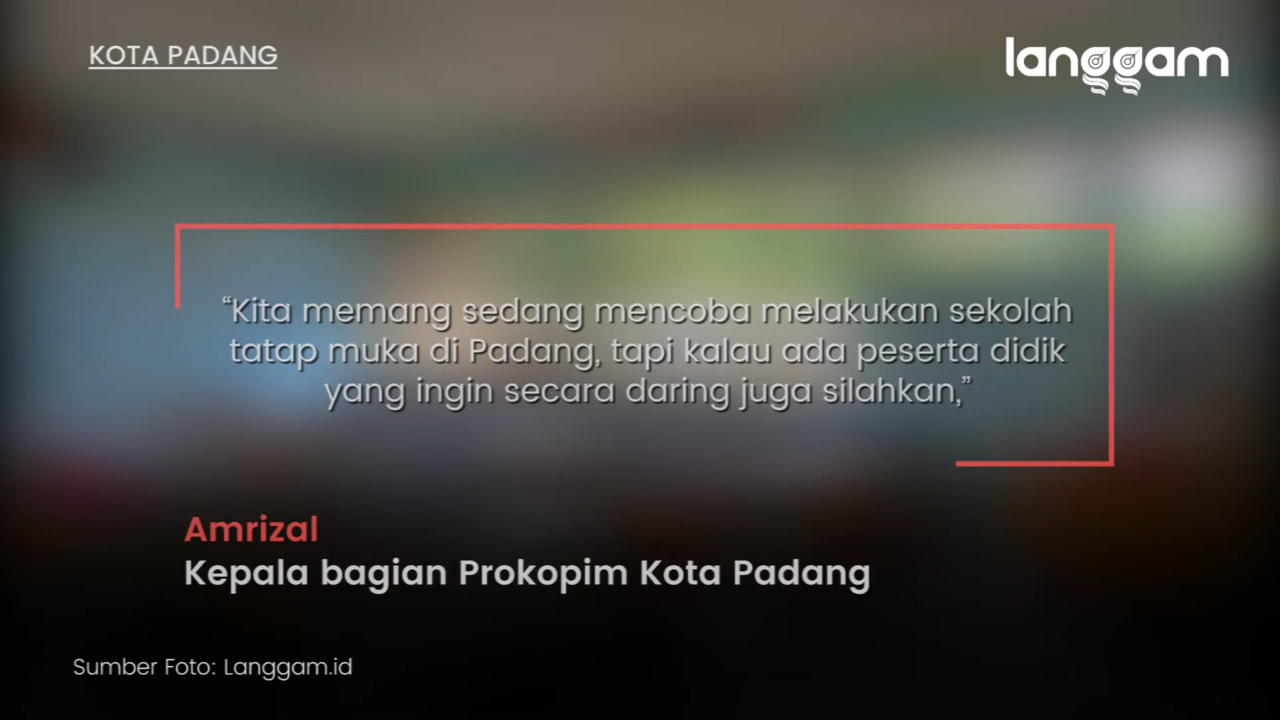 KOTA PADANG
langgam
“Kita memang sedang mencoba melakukan sekolah
tatap muka di Padang, tapi kalau ada peserta didik
yang ingin secara daring juga silahkan,”
Amrizal
Kepala bagian Prokopim Kota Padang
Sumber Foto: Langgam.id